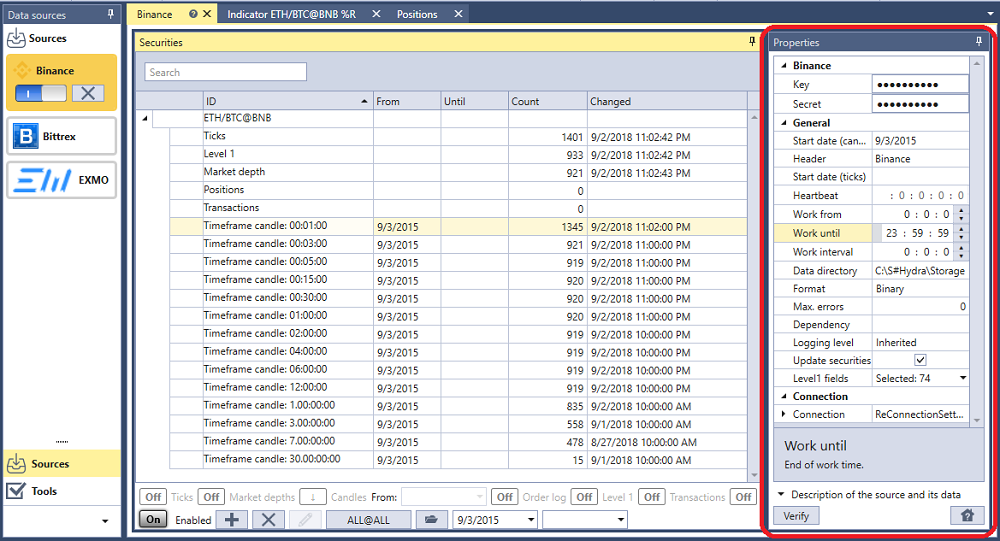 Data sources
Sources
Binance
Bittrex
EXMO
Sources
Tools
Binance
Indicator ETH/BTC@BNB %R
Positions
Securities
Search
ID From Until Count Changed
ETH/BTC@BNB
Ticks 1401 9/2/2018 11:02:42 PM
Level 1 933 9/2/2018 11:02:42 PM
Market depth 921 9/2/2018 11:02:43 PM
Positions 0
Transactions 0
Timeframe candle: 00:01:00 9/3/2015 1345 9/2/2018 11:02:00 PM
Timeframe candle: 00:03:00 9/3/2015 921 9/2/2018 11:00:00 PM
Timeframe candle: 00:05:00 9/3/2015 919 9/2/2018 11:00:00 PM
Timeframe candle: 00:15:00 9/3/2015 920 9/2/2018 11:00:00 PM
Timeframe candle: 00:30:00 9/3/2015 920 9/2/2018 11:00:00 PM
Timeframe candle: 01:00:00 9/3/2015 920 9/2/2018 11:00:00 PM
Timeframe candle: 02:00:00 9/3/2015 919 9/2/2018 10:00:00 PM
Timeframe candle: 04:00:00 9/3/2015 919 9/2/2018 10:00:00 PM
Timeframe candle: 06:00:00 9/3/2015 919 9/2/2018 10:00:00 PM
Timeframe candle: 12:00:00 9/3/2015 919 9/2/2018 10:00:00 PM
Timeframe candle: 1.00:00:00 9/3/2015 835 9/2/2018 10:00:00 AM
Timeframe candle: 3.00:00:00 9/3/2015 558 9/1/2018 10:00:00 AM
Timeframe candle: 7.00:00:00 9/3/2015 478 8/27/2018 10:00:00 AM
Timeframe candle: 30.00:00:00 9/3/2015 15 9/1/2018 10:00:00 AM
Off Ticks Off Market depths ↓ Candles From: Off Order log Off Level 1 Off Transactions Off
On Enabled ALL@ALL 9/3/2015
Properties
Binance
Key ●●●●●●●●●●
Secret ●●●●●●●●●●
General
Start date (can... 9/3/2015
Header Binance
Start date (ticks)
Heartbeat : 0 : 0 : 0 : 0
Work from 0 : 0 : 0
Work until 23 : 59 : 59
Work interval 0 : 0 : 0
Data directory C:\S#Hydra\Storage
Format Binary
Max. errors 0
Dependency
Logging level Inherited
Update securities
Level1 fields Selected: 74
Connection
Connection ReConnectionSett...
Work until
End of work time.
Description of the source and its data
Verify